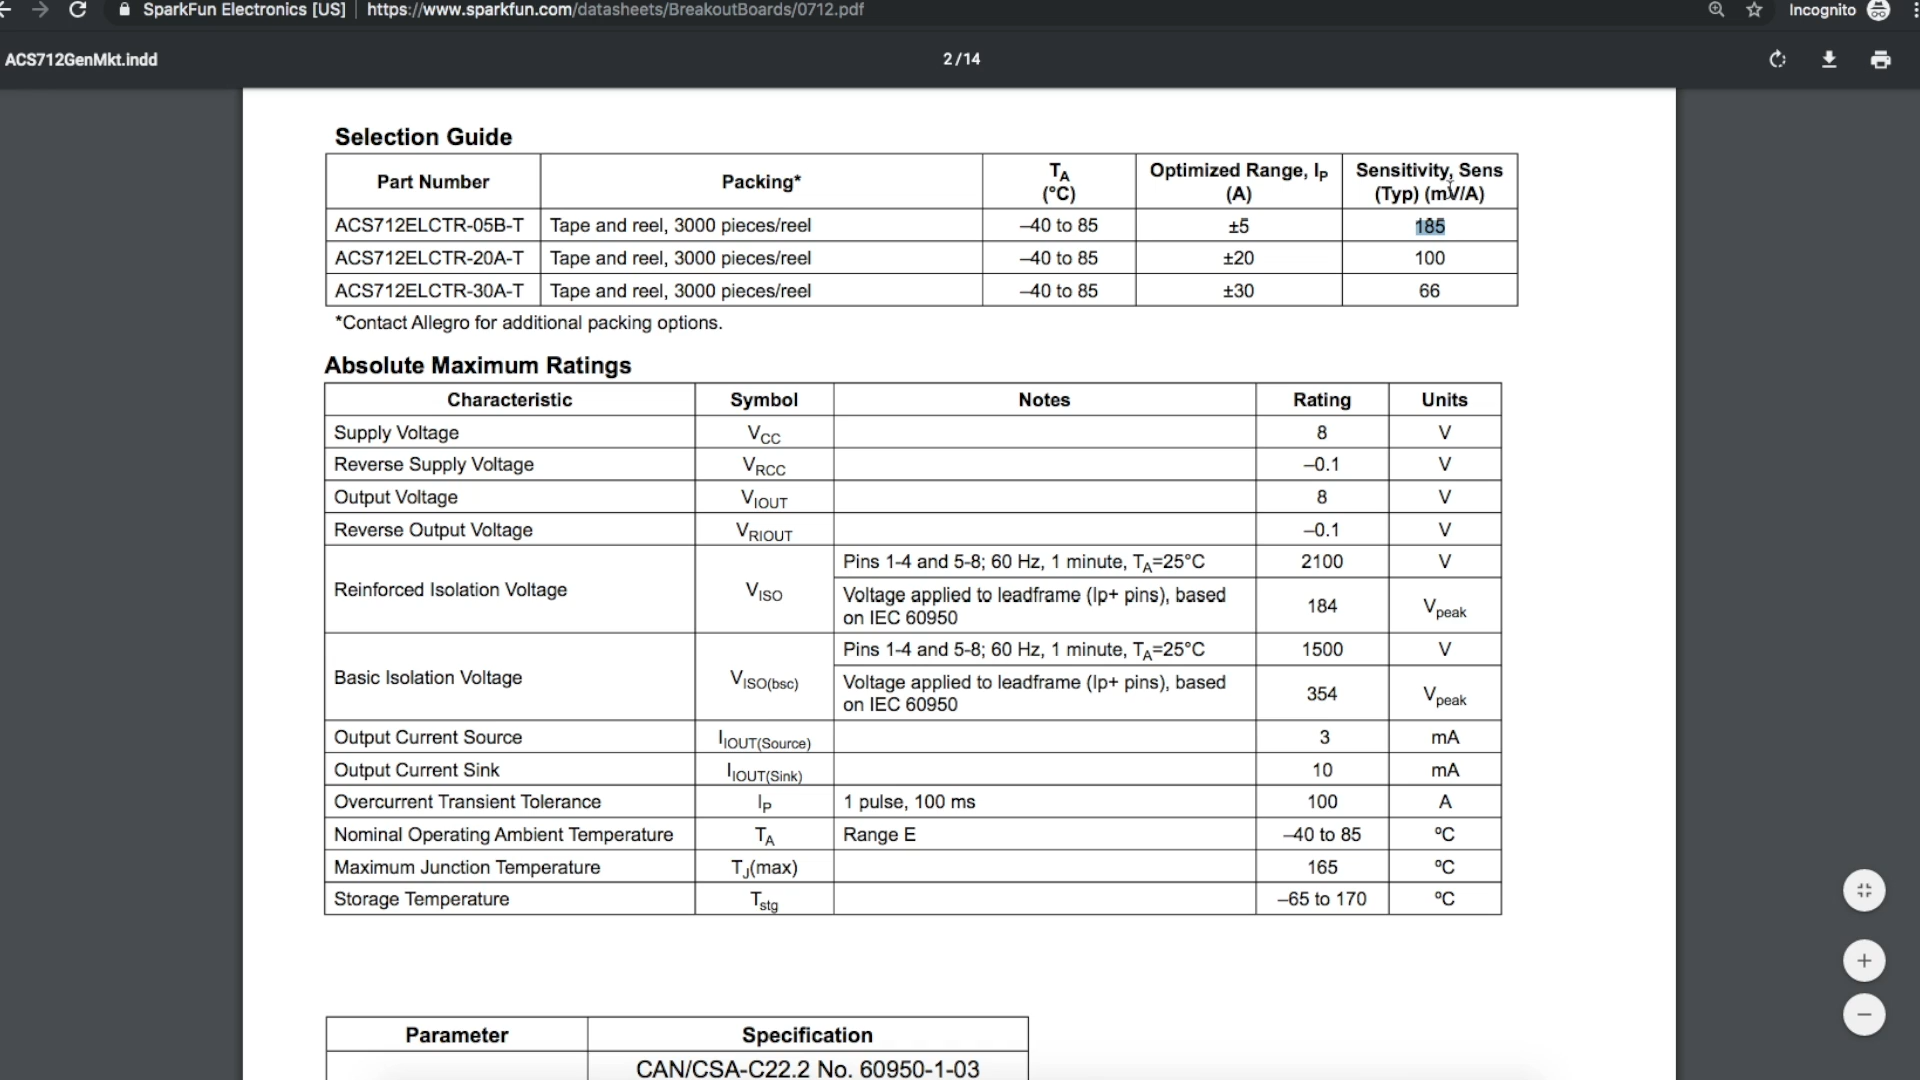 SparkFun Electronics [US] https://www.sparkfun.com/datasheets/BreakoutBoards/0712.pdf Incognito
ACS712GenMkt.indd 2 / 14
Selection Guide
Part Number Packing* TA (°C) Optimized Range, IP (A) Sensitivity, Sens (Typ) (mV/A)
ACS712ELCTR-05B-T Tape and reel, 3000 pieces/reel –40 to 85 ±5 185
ACS712ELCTR-20A-T Tape and reel, 3000 pieces/reel –40 to 85 ±20 100
ACS712ELCTR-30A-T Tape and reel, 3000 pieces/reel –40 to 85 ±30 66
*Contact Allegro for additional packing options.
Absolute Maximum Ratings
Characteristic Symbol Notes Rating Units
Supply Voltage VCC 8 V
Reverse Supply Voltage VRCC –0.1 V
Output Voltage VIOUT 8 V
Reverse Output Voltage VRIOUT –0.1 V
Reinforced Isolation Voltage VISO Pins 1-4 and 5-8; 60 Hz, 1 minute, TA=25°C 2100 V
Voltage applied to leadframe (Ip+ pins), based on IEC 60950 184 Vpeak
Basic Isolation Voltage VISO(bsc) Pins 1-4 and 5-8; 60 Hz, 1 minute, TA=25°C 1500 V
Voltage applied to leadframe (Ip+ pins), based on IEC 60950 354 Vpeak
Output Current Source IIOUT(Source) 3 mA
Output Current Sink IIOUT(Sink) 10 mA
Overcurrent Transient Tolerance IP 1 pulse, 100 ms 100 A
Nominal Operating Ambient Temperature TA Range E –40 to 85 ºC
Maximum Junction Temperature TJ(max) 165 ºC
Storage Temperature Tstg –65 to 170 ºC
Parameter Specification
CAN/CSA-C22.2 No. 60950-1-03